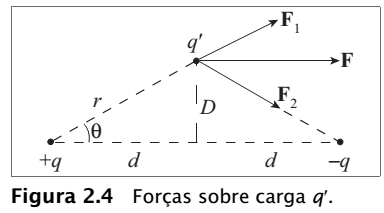 q′
F₁
F
r
D
F₂
θ
+q
d
d
–q
Figura 2.4 Forças sobre carga q′.